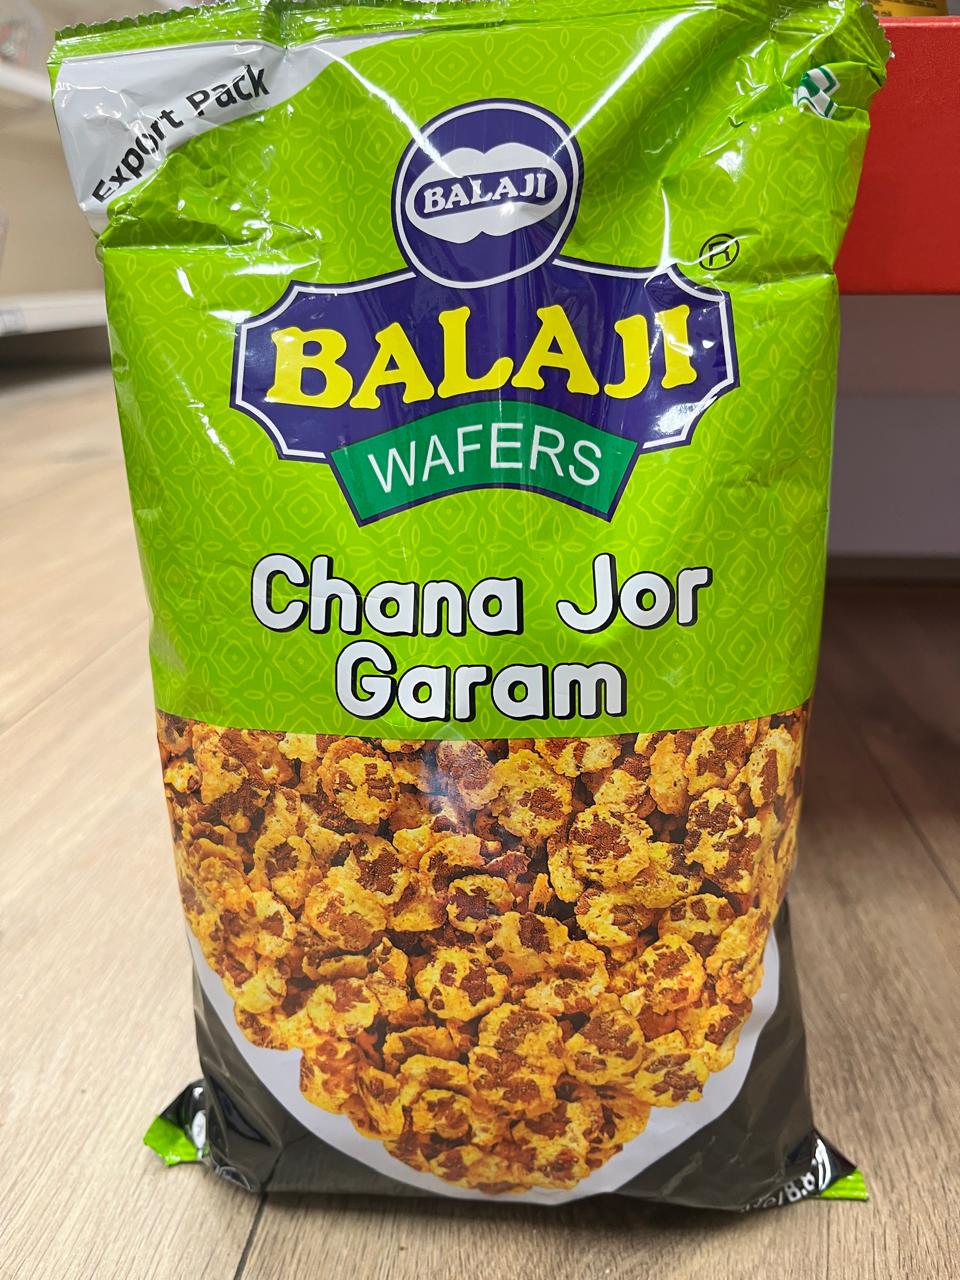 Export Pack
BALAJI
®
BALAJI
WAFERS
Chana Jor
Garam